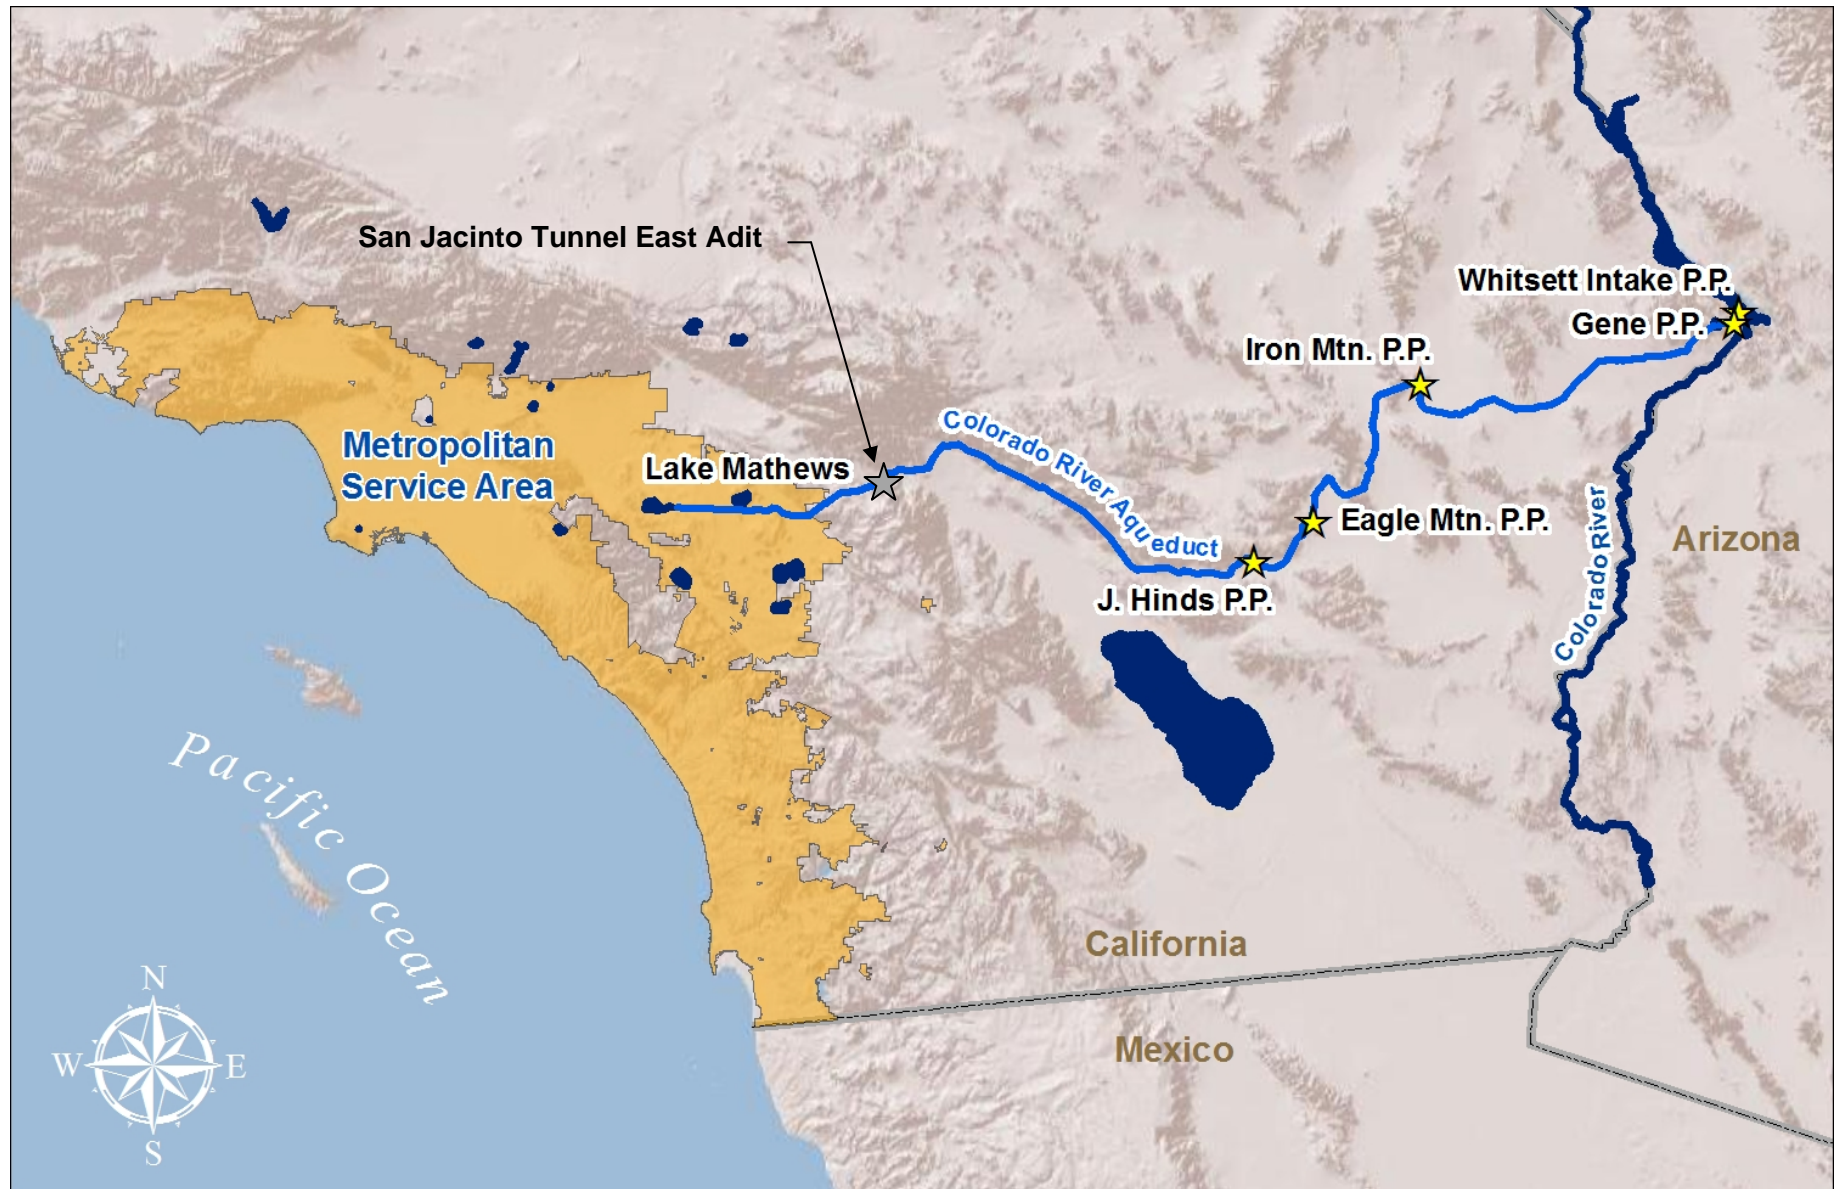 San Jacinto Tunnel East Adit
Whitsett Intake P.P.
Gene P.P.
Iron Mtn. P.P.
Colorado River Aqueduct
Metropolitan
Service Area
Lake Mathews
Eagle Mtn. P.P.
J. Hinds P.P.
Colorado River
Arizona
Pacific Ocean
California
Mexico
N
W
E
S